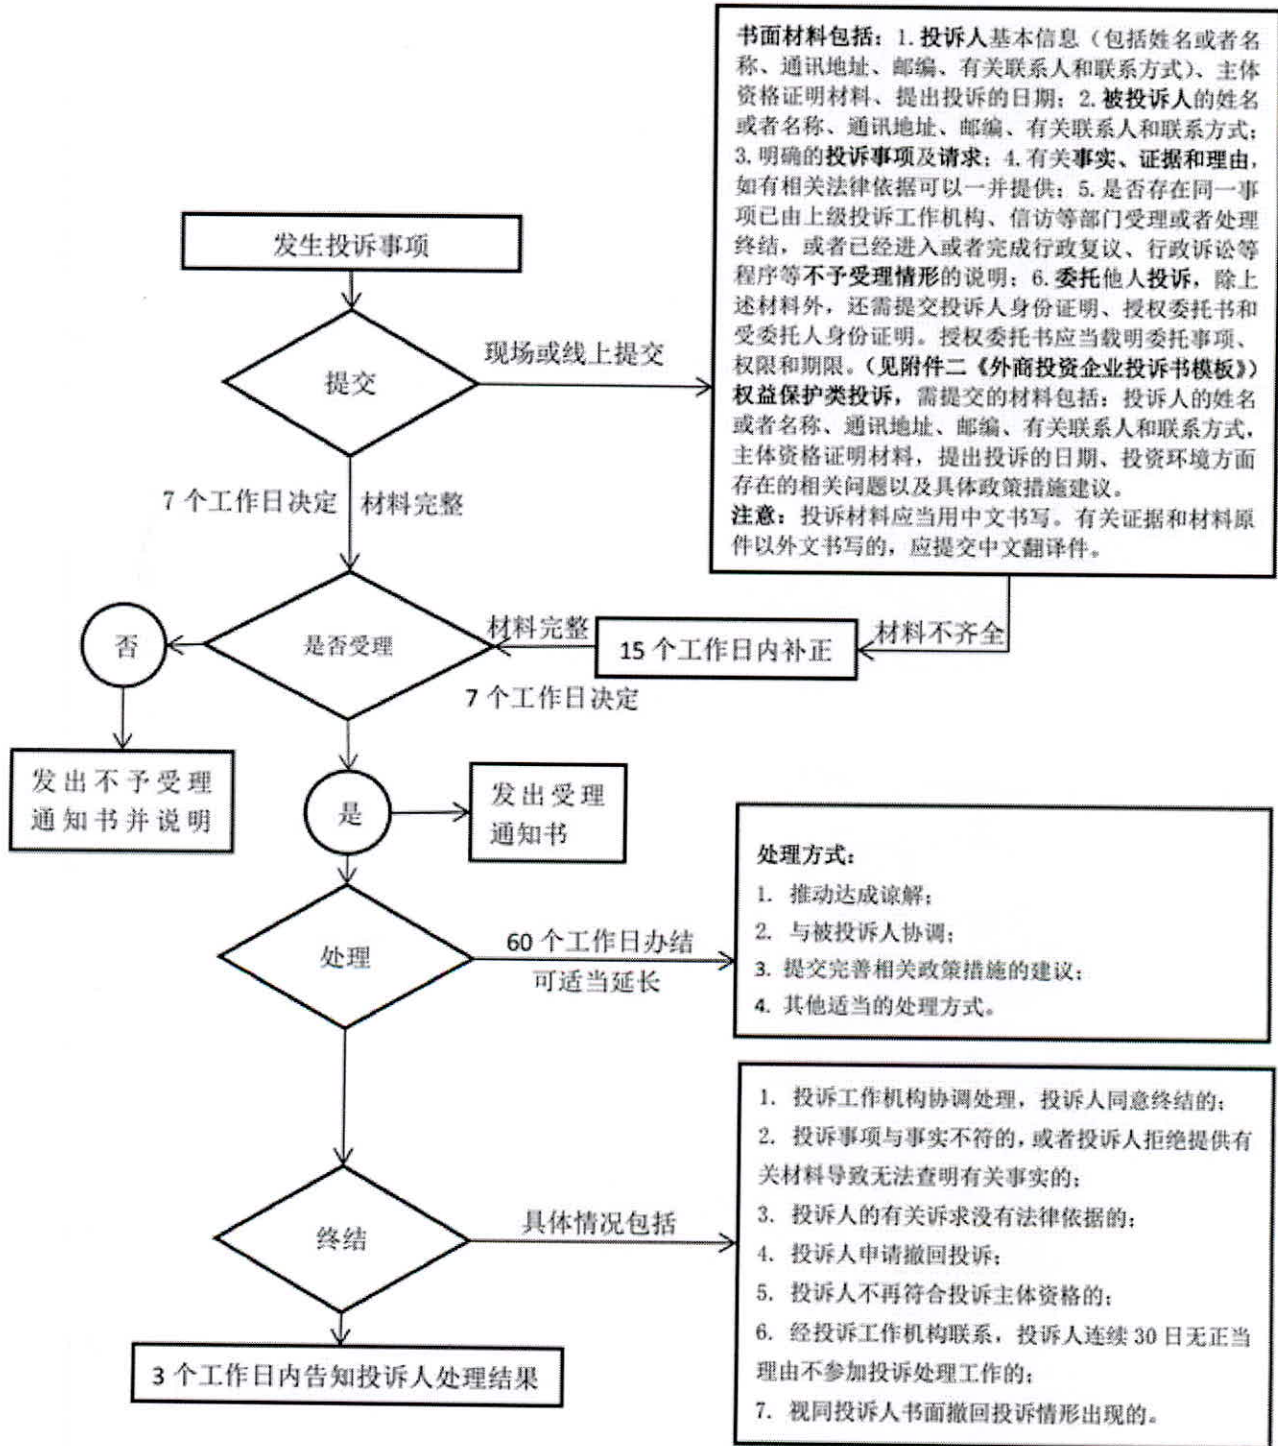 书面材料包括：1.投诉人基本信息（包括姓名或者名
称、通讯地址、邮编、有关联系人和联系方式）、主体
资格证明材料、提出投诉的日期；2.被投诉人的姓名
或者名称、通讯地址、邮编、有关联系人和联系方式；
3.明确的投诉事项及请求；4.有关事实、证据和理由，
如有相关法律依据可以一并提供；5.是否存在同一事
项已由上级投诉工作机构、信访等部门受理或者处理
终结，或者已经进入或者完成行政复议、行政诉讼等
程序等不予受理情形的说明；6.委托他人投诉，除上
述材料外，还需提交投诉人身份证明、授权委托书和
受委托人身份证明。授权委托书应当载明委托事项、
权限和期限。（见附件二《外商投资企业投诉书模板》）
权益保护类投诉，需提交的材料包括：投诉人的姓名
或者名称、通讯地址、邮编、有关联系人和联系方式，
主体资格证明材料，提出投诉的日期、投资环境方面
存在的相关问题以及具体政策措施建议。
注意：投诉材料应当用中文书写。有关证据和材料原
件以外文书写的，应提交中文翻译件。
发生投诉事项
提交
现场或线上提交
7 个工作日决定
材料完整
否
是否受理
材料完整
15 个工作日内补正
材料不齐全
7 个工作日决定
发出不予受理
通知书并说明
是
发出受理
通知书
处理
60 个工作日办结
可适当延长
处理方式：
1. 推动达成谅解；
2. 与被投诉人协调；
3. 提交完善相关政策措施的建议；
4. 其他适当的处理方式。
终结
具体情况包括
1. 投诉工作机构协调处理，投诉人同意终结的；
2. 投诉事项与事实不符的，或者投诉人拒绝提供有
关材料导致无法查明有关事实的；
3. 投诉人的有关诉求没有法律依据的；
4. 投诉人申请撤回投诉；
5. 投诉人不再符合投诉主体资格的；
6. 经投诉工作机构联系，投诉人连续 30 日无正当
理由不参加投诉处理工作的；
7. 视同投诉人书面撤回投诉情形出现的。
3 个工作日内告知投诉人处理结果